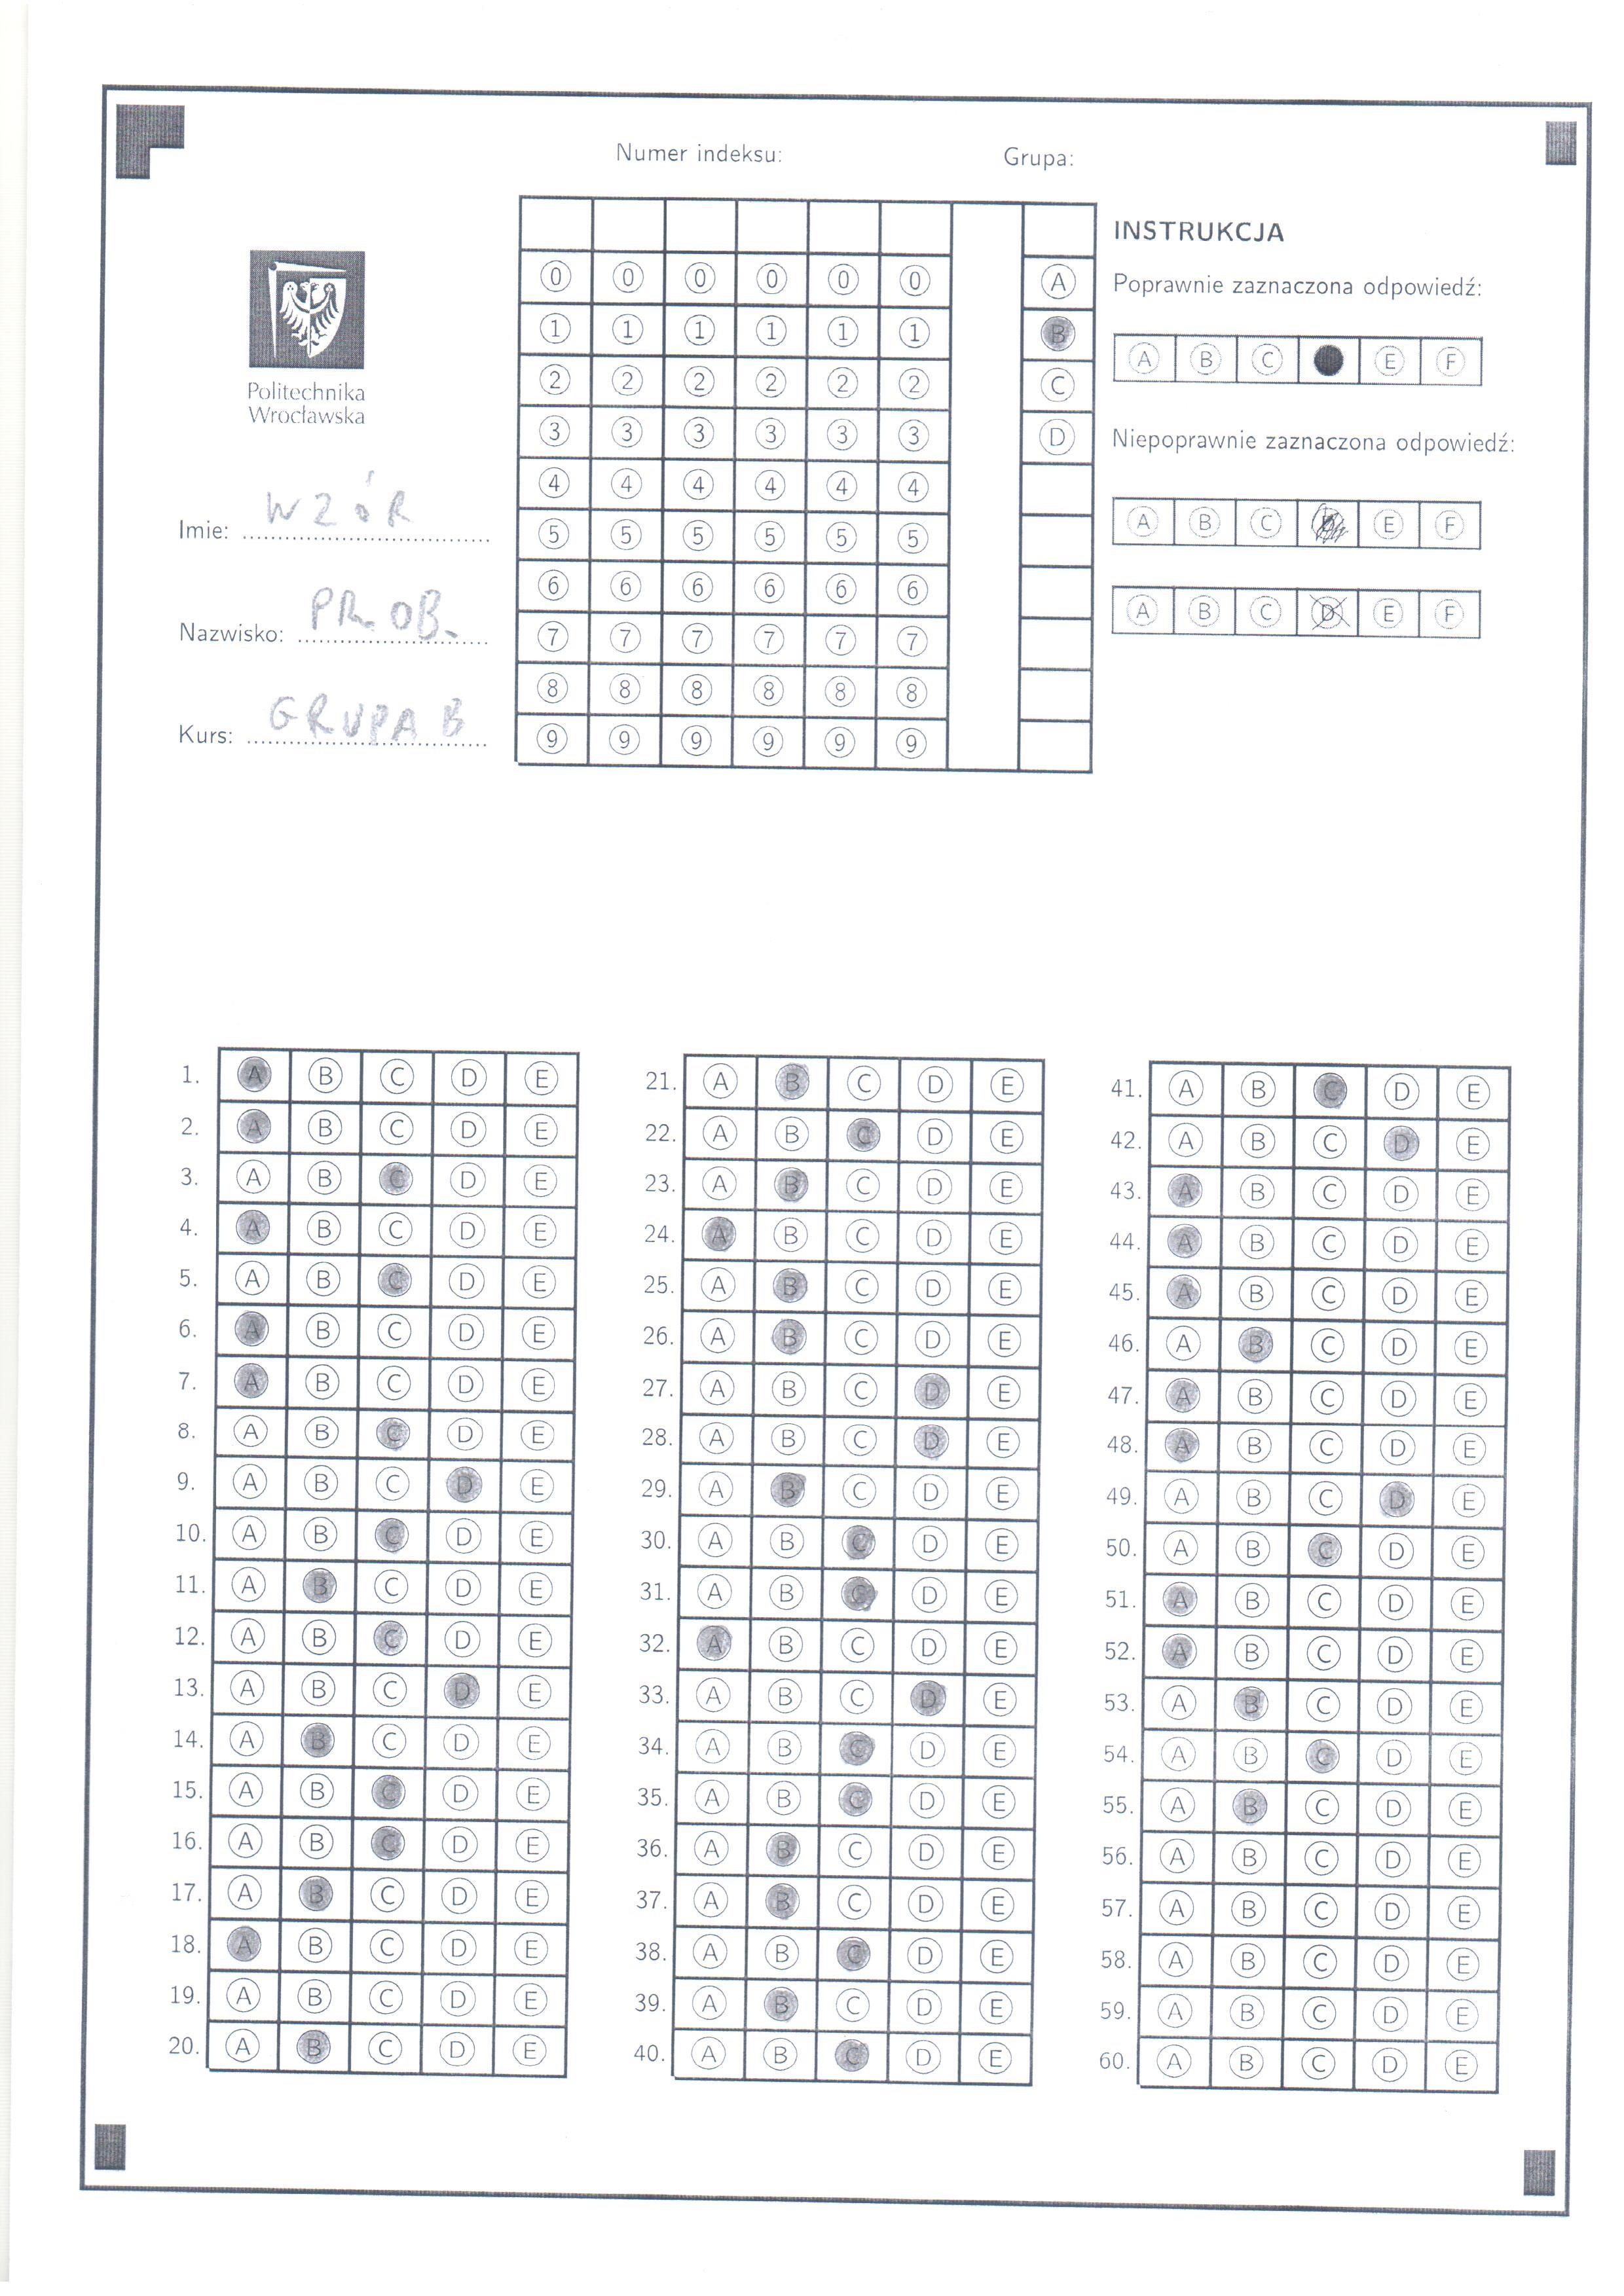 Numer indeksu: Grupa:
INSTRUKCJA
0 0 0 0 0 0 A
Poprawnie zaznaczona odpowiedź:
1 1 1 1 1 1 B
A B C E F
2 2 2 2 2 2 C
Politechnika
Wrocławska
3 3 3 3 3 3 D
Niepoprawnie zaznaczona odpowiedź:
4 4 4 4 4 4
Imie: WZÓR
A B C D E F
5 5 5 5 5 5
6 6 6 6 6 6
A B C D E F
Nazwisko: PR. OB.
7 7 7 7 7 7
8 8 8 8 8 8
Kurs: GRUPA B
9 9 9 9 9 9
1. A B C D E
2. A B C D E
3. A B C D E
4. A B C D E
5. A B C D E
6. A B C D E
7. A B C D E
8. A B C D E
9. A B C D E
10. A B C D E
11. A B C D E
12. A B C D E
13. A B C D E
14. A B C D E
15. A B C D E
16. A B C D E
17. A B C D E
18. A B C D E
19. A B C D E
20. A B C D E
21. A B C D E
22. A B C D E
23. A B C D E
24. A B C D E
25. A B C D E
26. A B C D E
27. A B C D E
28. A B C D E
29. A B C D E
30. A B C D E
31. A B C D E
32. A B C D E
33. A B C D E
34. A B C D E
35. A B C D E
36. A B C D E
37. A B C D E
38. A B C D E
39. A B C D E
40. A B C D E
41. A B C D E
42. A B C D E
43. A B C D E
44. A B C D E
45. A B C D E
46. A B C D E
47. A B C D E
48. A B C D E
49. A B C D E
50. A B C D E
51. A B C D E
52. A B C D E
53. A B C D E
54. A B C D E
55. A B C D E
56. A B C D E
57. A B C D E
58. A B C D E
59. A B C D E
60. A B C D E